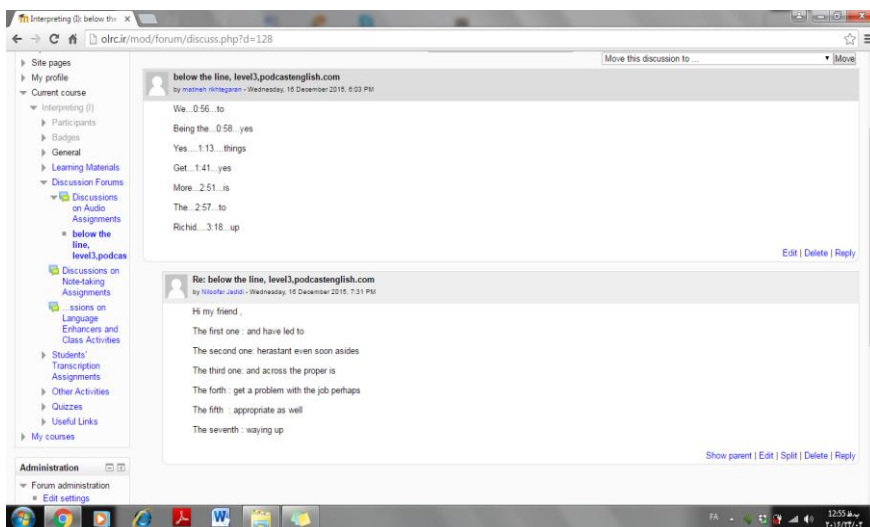 Interpreting (I): below the
olrc.ir/mod/forum/discuss.php?d=128
Site pages
My profile
Current course
Interpreting (I)
Participants
Badges
General
Learning Materials
Discussion Forums
Discussions
on Audio
Assignments
below the
line,
level3,podcas
Discussions on
Note-taking
Assignments
...ssions on
Language
Enhancers and
Class Activities
Students'
Transcription
Assignments
Other Activities
Quizzes
Useful Links
My courses
Administration
Forum administration
Edit settings
Move this discussion to ...
Move
below the line, level3,podcastenglish.com
by matineh rikhtegaran - Wednesday, 16 December 2015, 6:03 PM
We...0:56...to
Being the...0:58...yes
Yes....1:13....things
Get...1:41...yes
More...2:51...is
The...2:57...to
Richid....3:18...up
Edit | Delete | Reply
Re: below the line, level3,podcastenglish.com
by Niloofar Jadidi - Wednesday, 16 December 2015, 7:31 PM
Hi my friend ,
The first one : and have led to
The second one: herastant even soon asides
The third one: and across the proper is
The forth : get a problem with the job perhaps
The fifth : appropriate as well
The seventh : waying up
Show parent | Edit | Split | Delete | Reply
FA